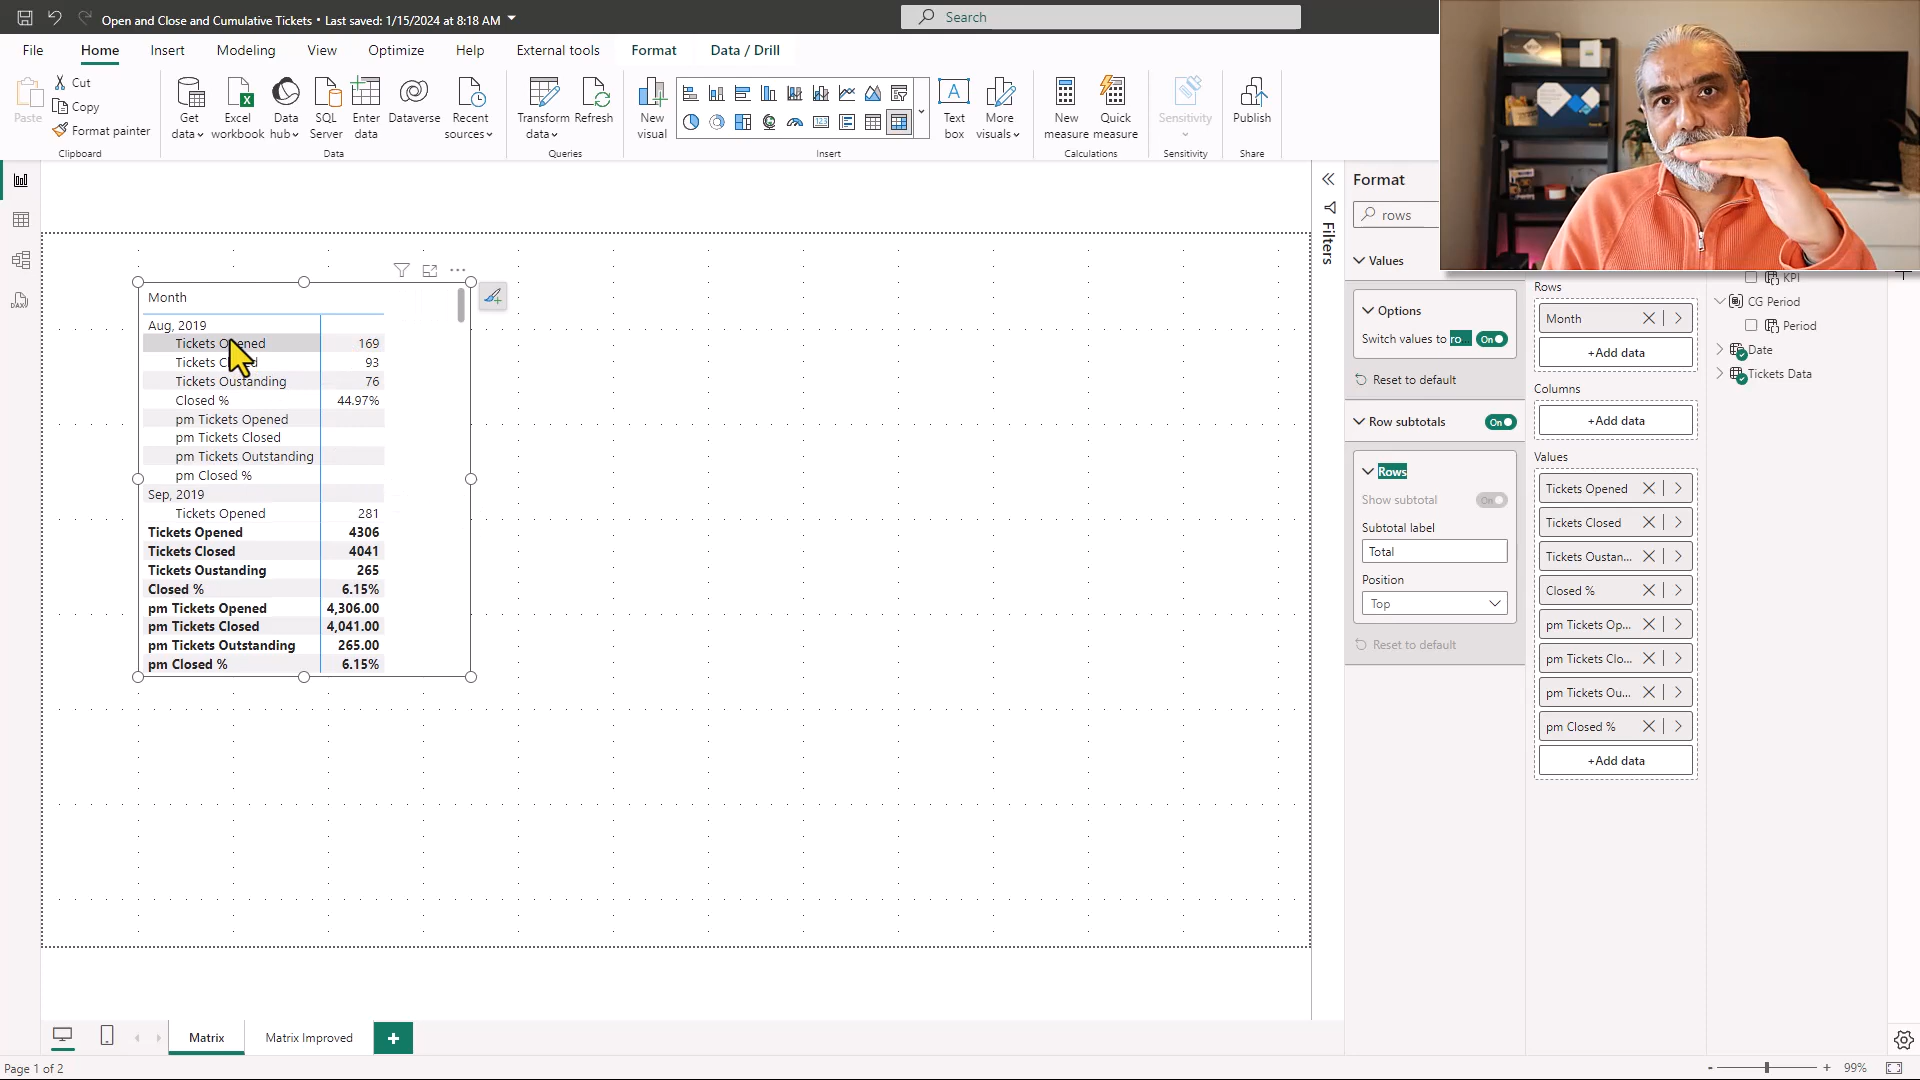 Open and Close and Cumulative Tickets • Last saved: 1/15/2024 at 8:18 AM
Search
File
Home
Insert
Modeling
View
Optimize
Help
External tools
Format
Data / Drill
Paste
Cut
Copy
Format painter
Clipboard
Get data
Excel workbook
Data hub
SQL Server
Enter data
Dataverse
Recent sources
Data
Transform data
Refresh
Queries
New visual
Text box
More visuals
Insert
New measure
Quick measure
Calculations
Sensitivity
Sensitivity
Publish
Share
Month
Aug, 2019
Tickets Opened 169
Tickets C d 93
Tickets Oustanding 76
Closed % 44.97%
pm Tickets Opened
pm Tickets Closed
pm Tickets Outstanding
pm Closed %
Sep, 2019
Tickets Opened 281
Tickets Opened 4306
Tickets Closed 4041
Tickets Oustanding 265
Closed % 6.15%
pm Tickets Opened 4,306.00
pm Tickets Closed 4,041.00
pm Tickets Outstanding 265.00
pm Closed % 6.15%
Filters
Format
rows
Values
Options
Switch values to ro... On
Reset to default
Row subtotals On
Rows
Show subtotal On
Subtotal label
Total
Position
Top
Reset to default
Rows
Month
+Add data
Columns
+Add data
Values
Tickets Opened
Tickets Closed
Tickets Oustan...
Closed %
pm Tickets Op...
pm Tickets Clo...
pm Tickets Ou...
pm Closed %
+Add data
KPI
CG Period
Period
Date
Tickets Data
DAX
Matrix
Matrix Improved
Page 1 of 2
- + 99%